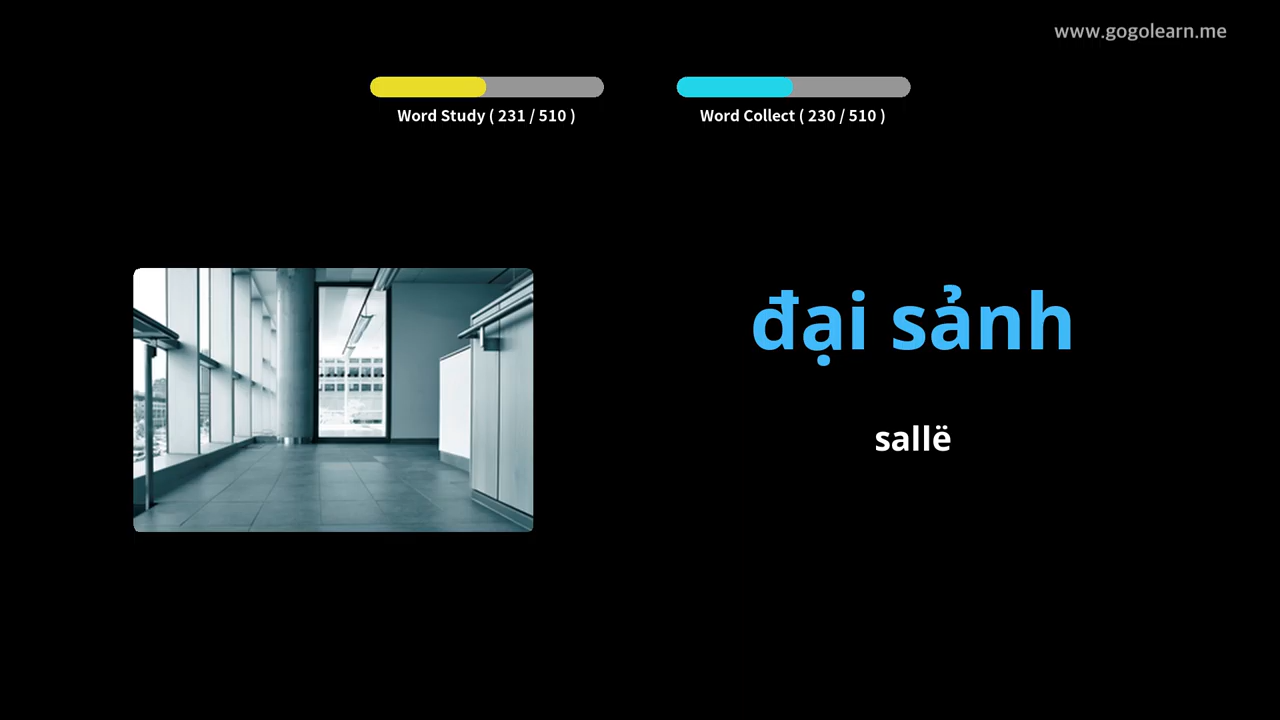 www.gogolearn.me
Word Study ( 231 / 510 )
Word Collect ( 230 / 510 )
đại sảnh
sallë